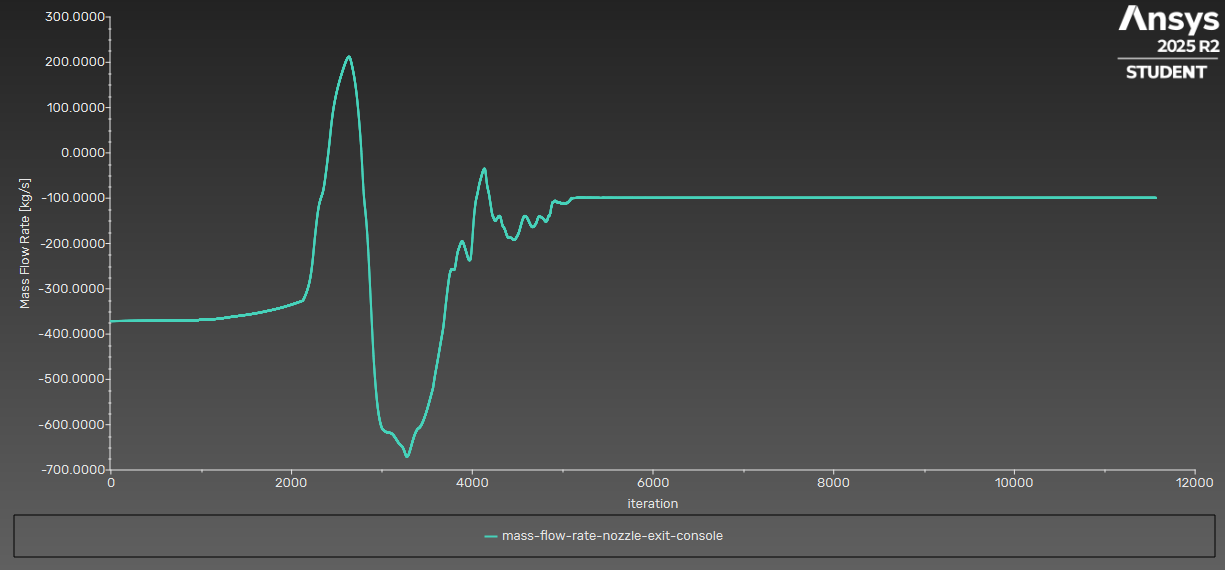 Ansys
2025 R2
STUDENT
300.0000
200.0000
100.0000
0.0000
-100.0000
-200.0000
-300.0000
-400.0000
-500.0000
-600.0000
-700.0000
Mass Flow Rate [kg/s]
0 2000 4000 6000 8000 10000 12000
iteration
mass-flow-rate-nozzle-exit-console